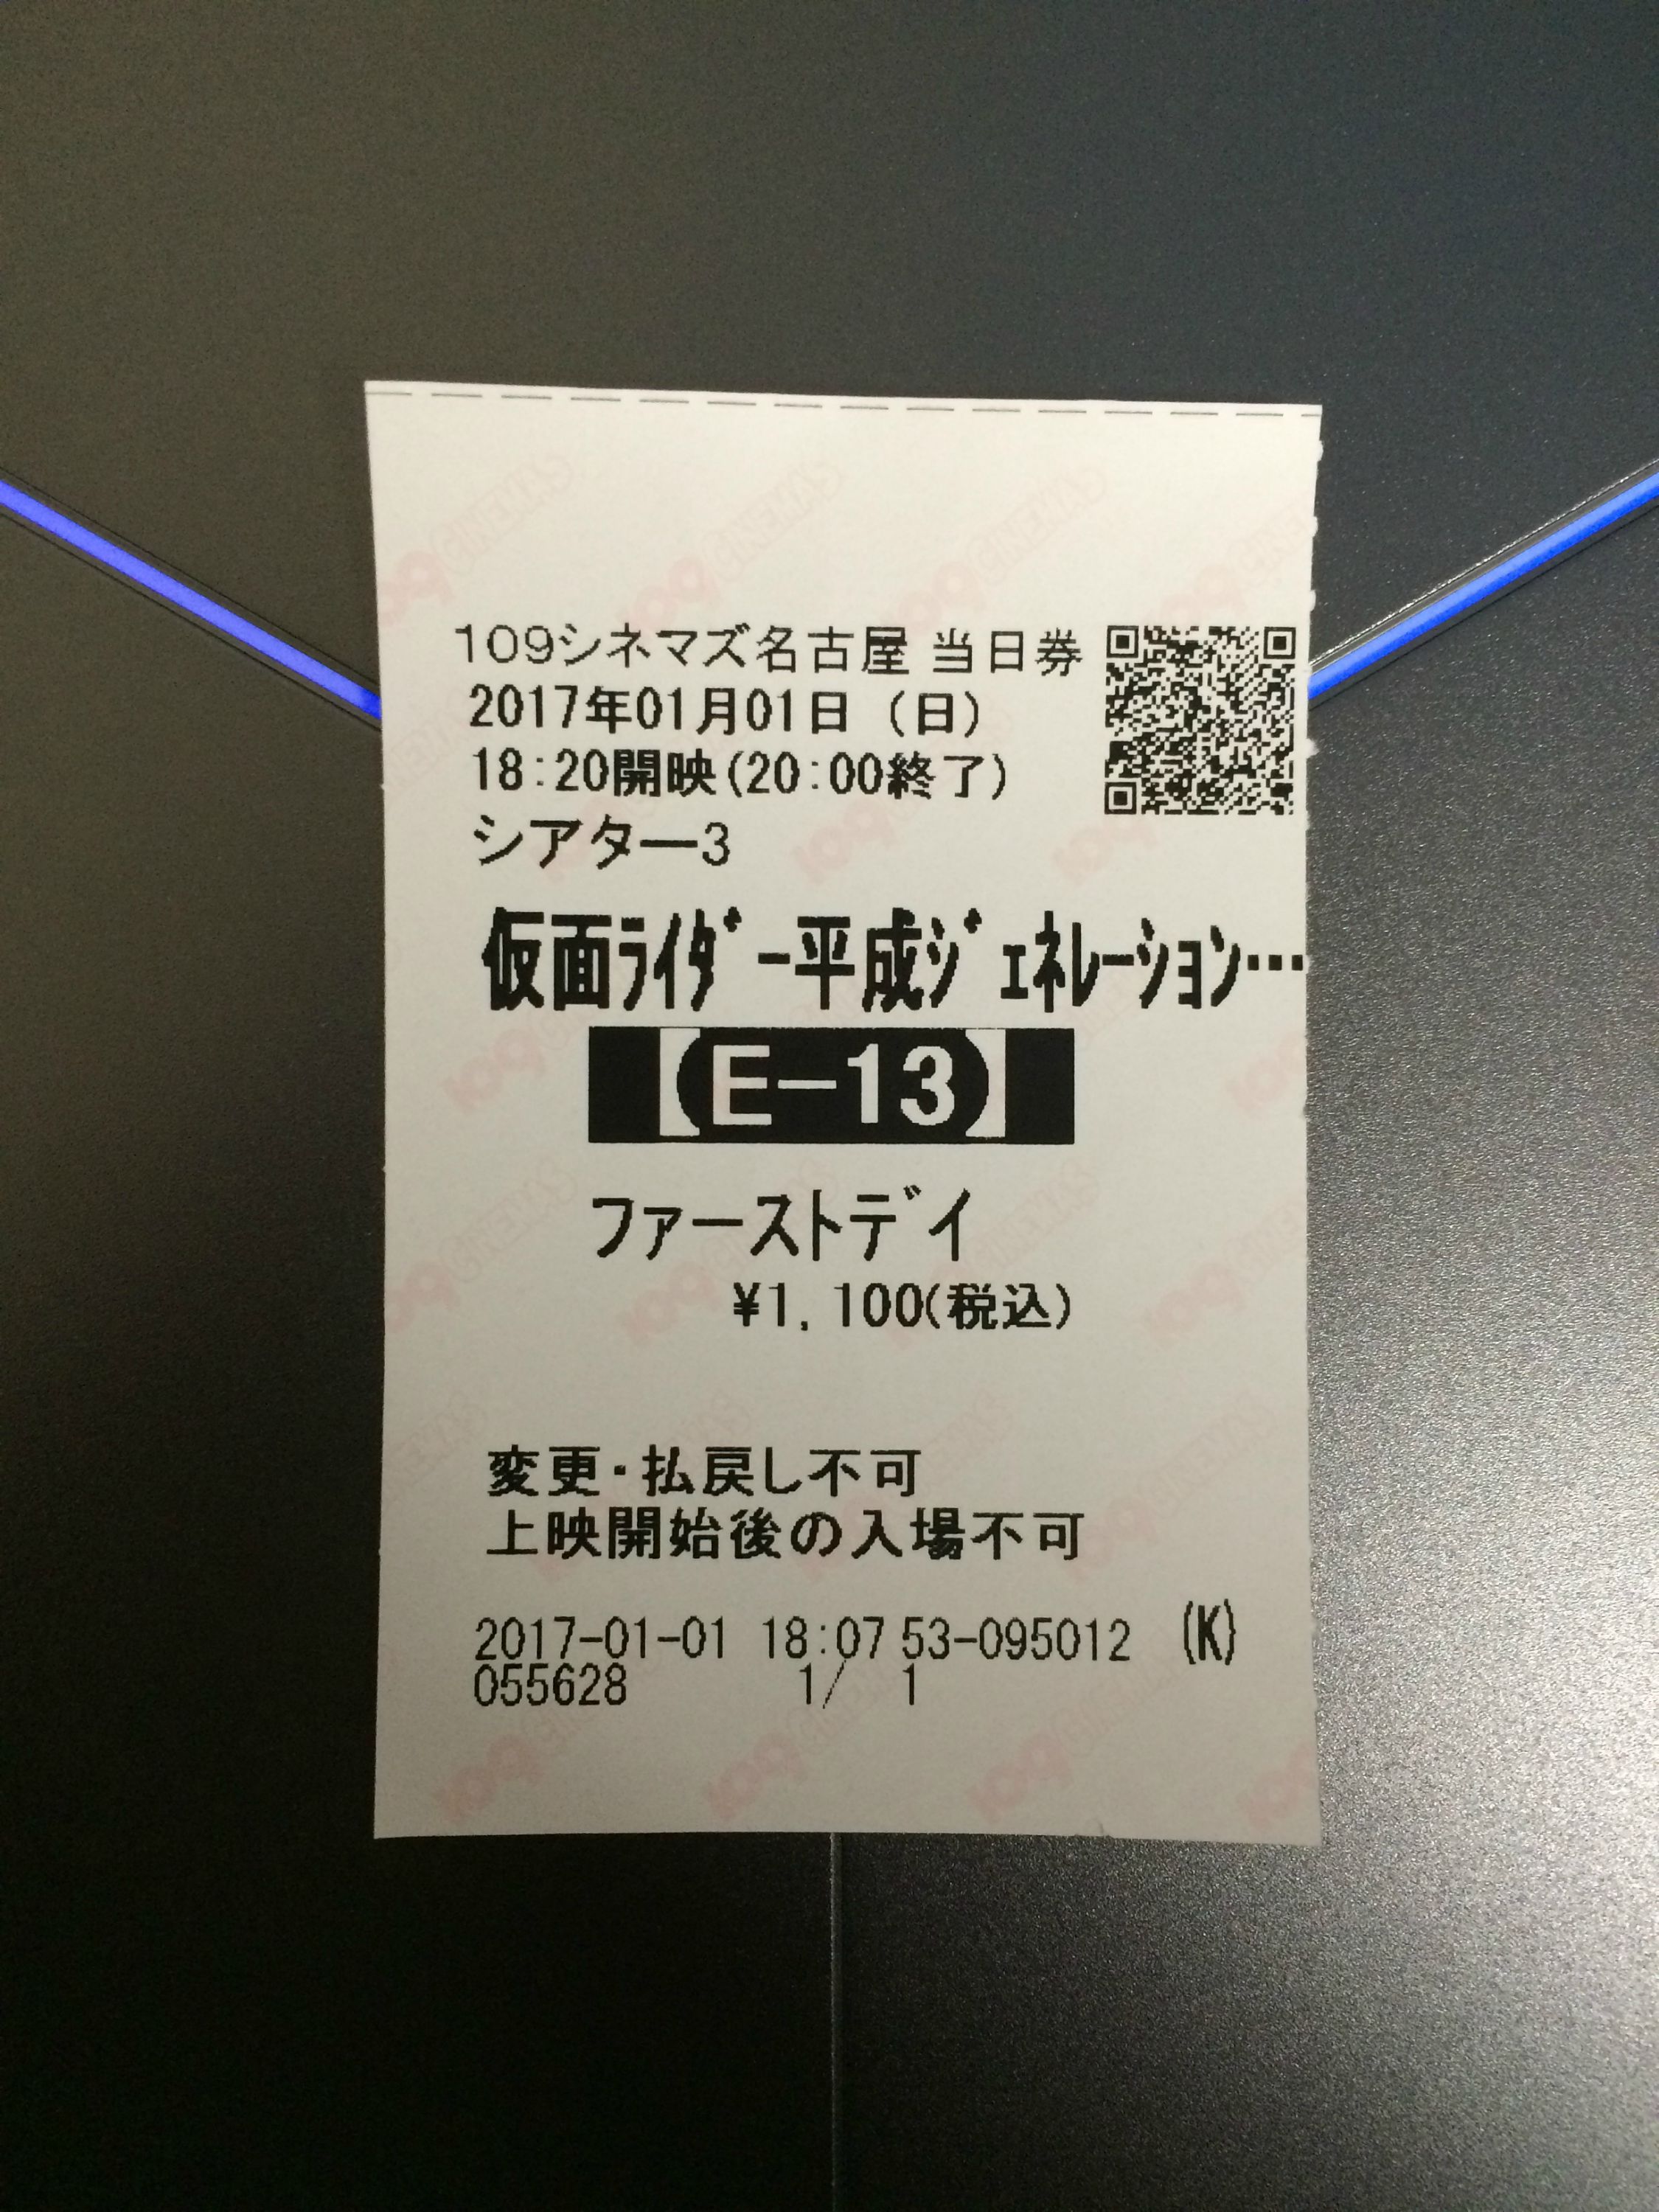 109シネマズ名古屋 当日券
2017年01月01日 (日)
18:20開映(20:00終了)
シアター3
仮面ﾗｲﾀﾞｰ平成ｼﾞｪﾈﾚｰｼｮﾝ…
【E-13】
ファーストデイ
¥1,100(税込)
変更・払戻し不可
上映開始後の入場不可
2017-01-01 18:07 53-095012 (K)
055628 1/ 1
109 CINEMAS